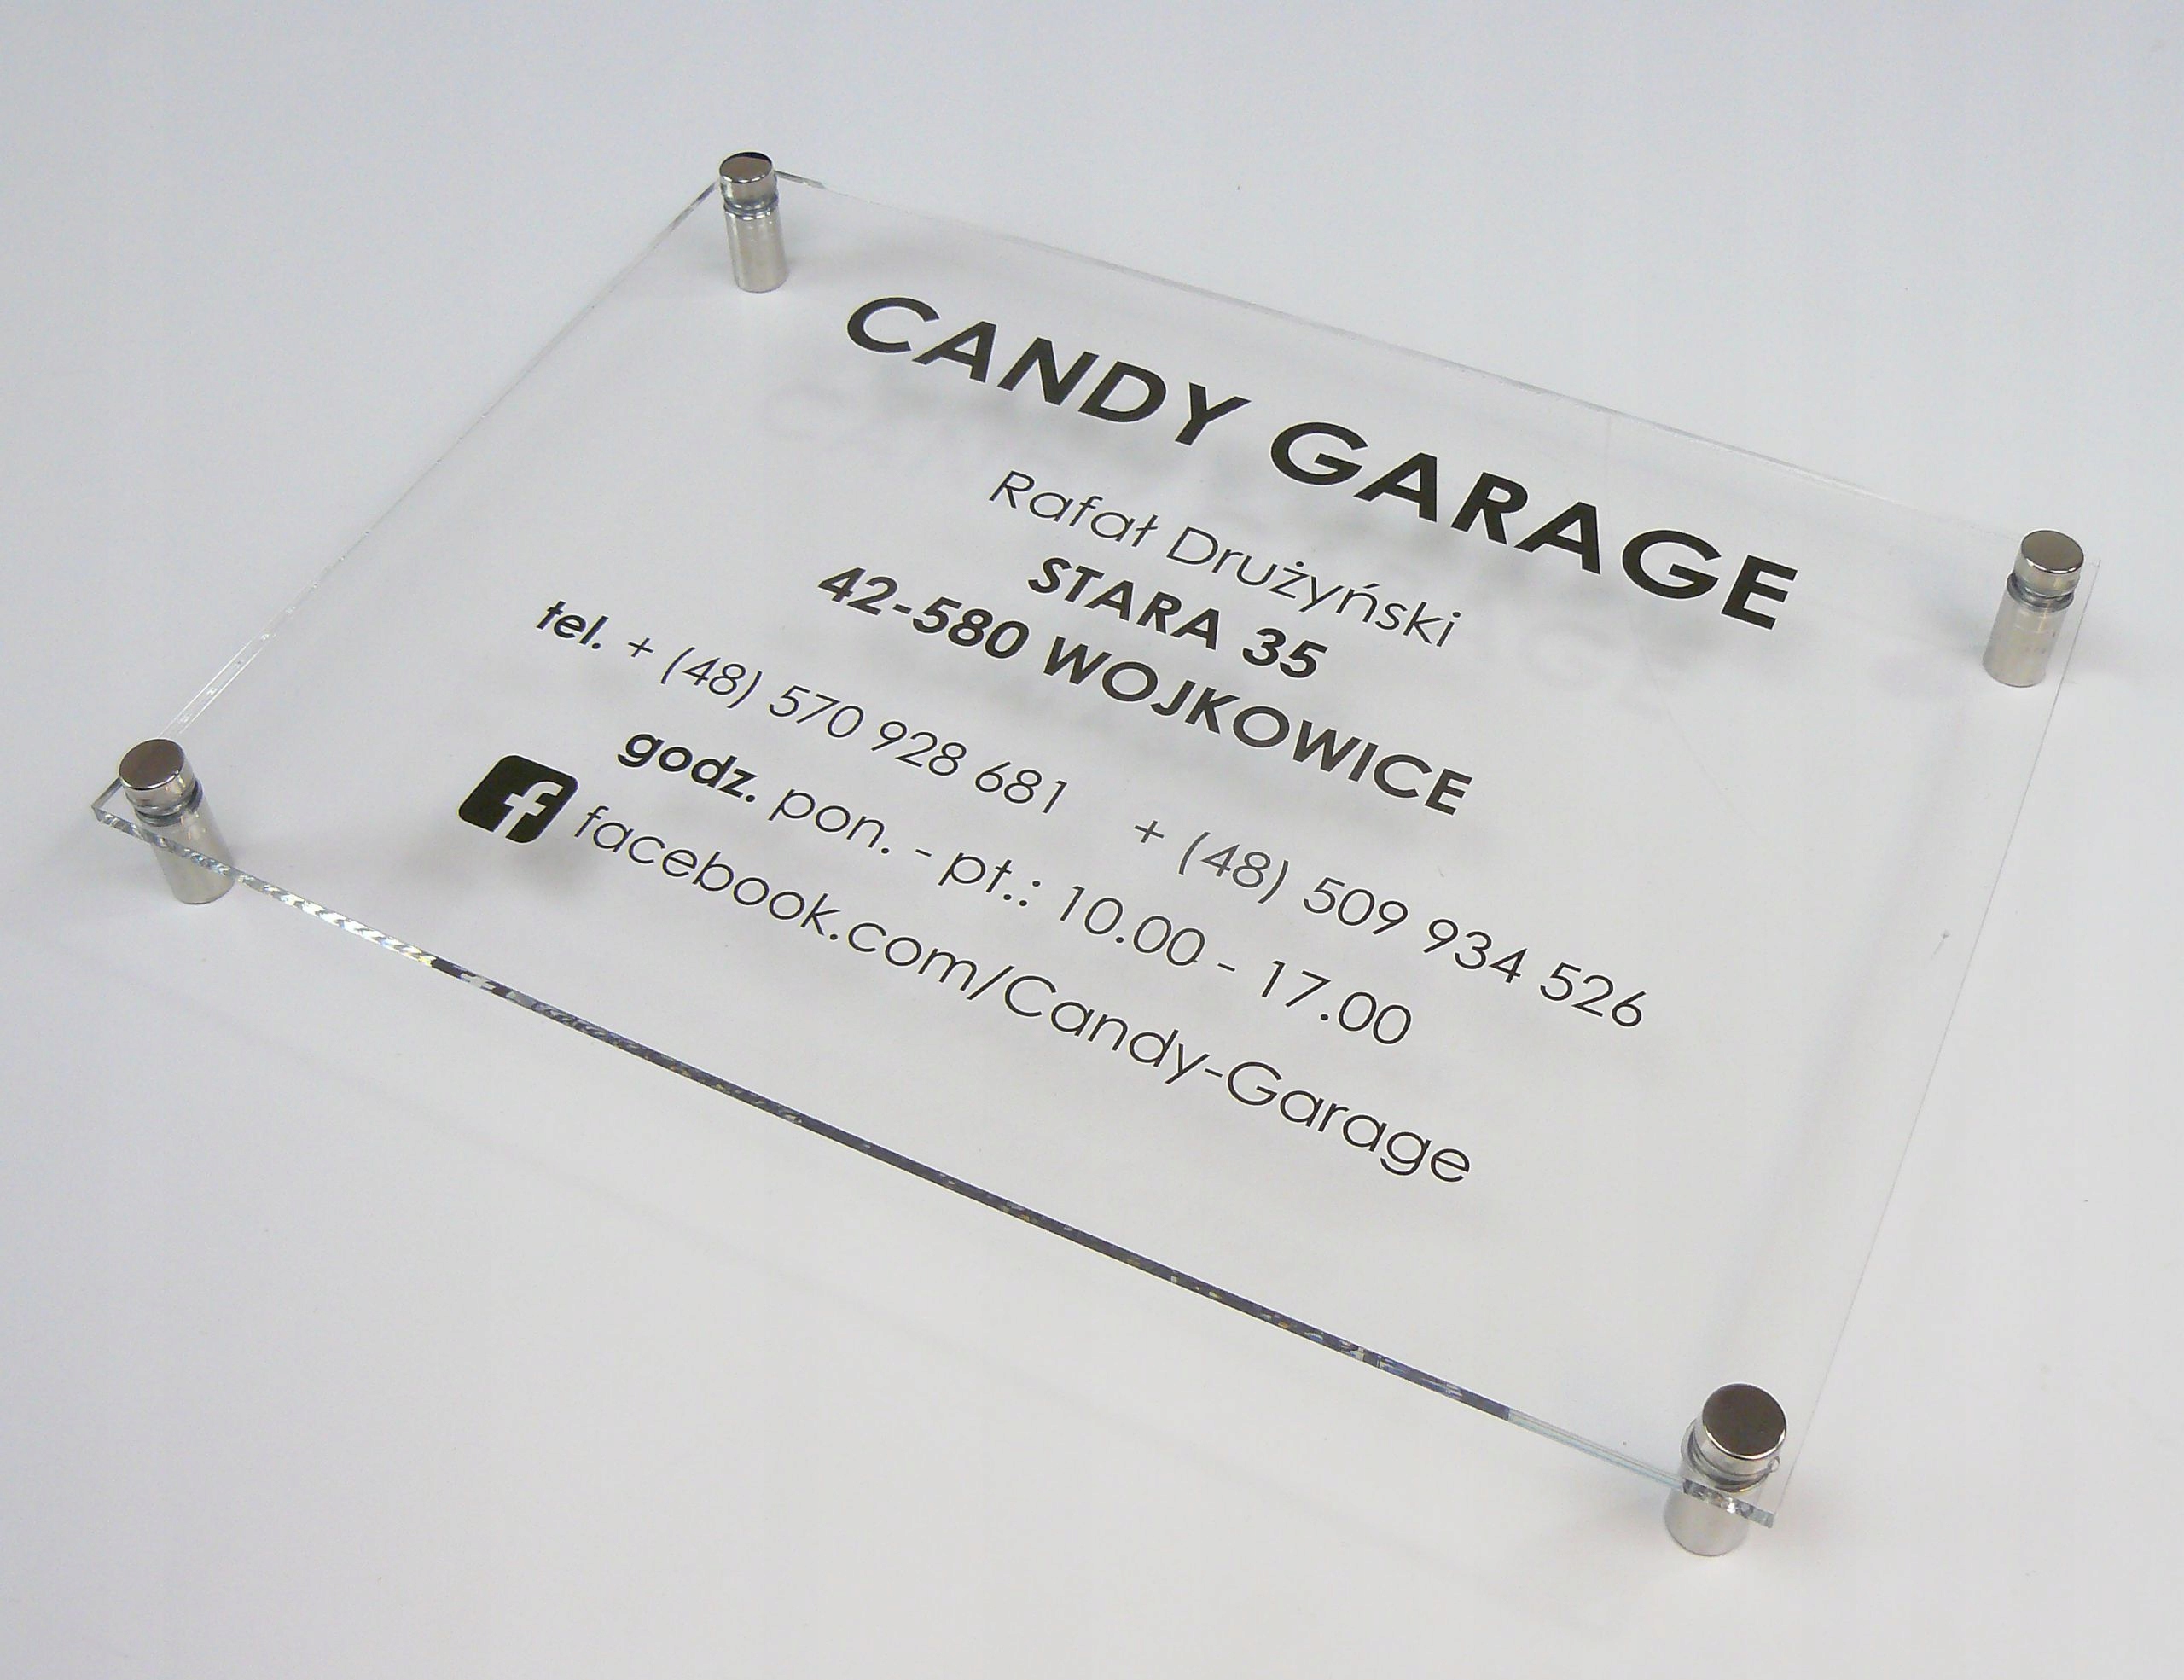 CANDY GARAGE
Rafał Drużyński
STARA 35
42-580 WOJKOWICE
tel. + (48) 570 928 681 + (48) 509 934 526
godz. pon. - pt.: 10.00 - 17.00
facebook.com/Candy-Garage